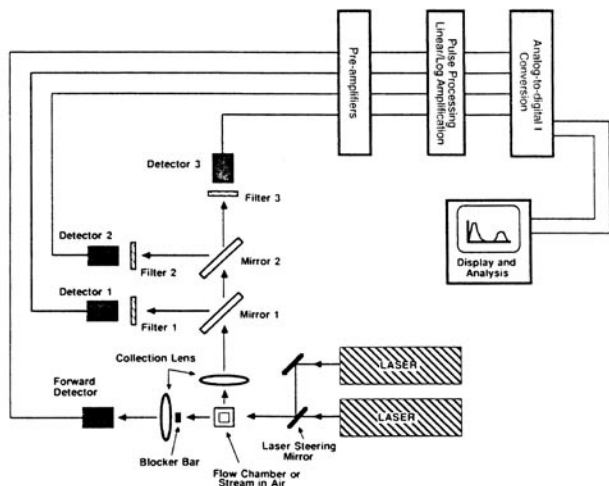 Pre-amplifiers
Pulse Processing
Linear/Log Amplification
Analog-to-digital I
Conversion
Detector 3
Filter 3
Detector 2
Filter 2
Mirror 2
Display and
Analysis
Detector 1
Filter 1
Mirror 1
Collection Lens
Forward
Detector
LASER
LASER
Laser Steering
Mirror
Blocker
Bar
Flow Chamber or
Stream in Air